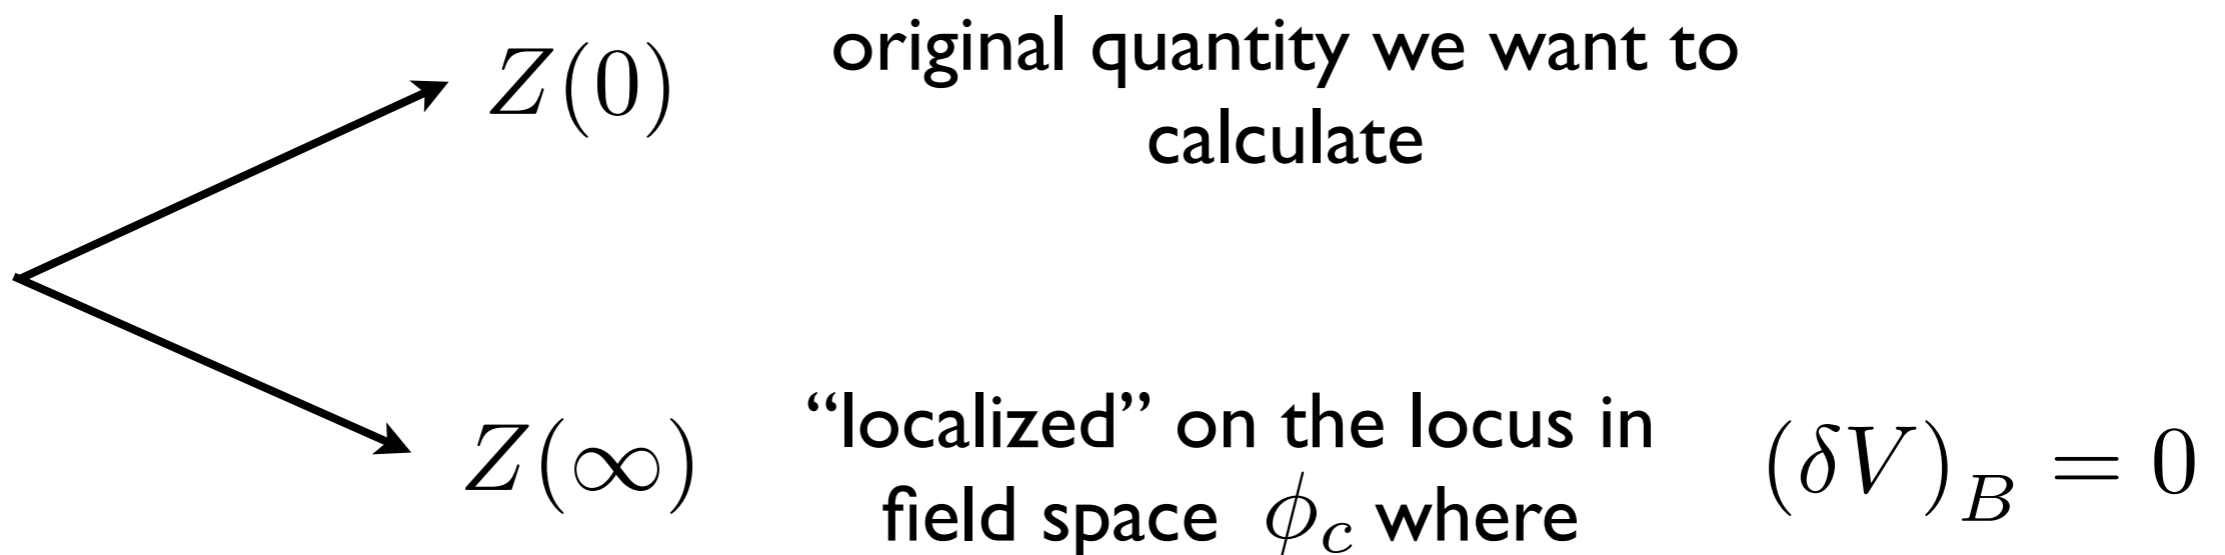 Z(0) original quantity we want to
calculate
Z(∞) “localized” on the locus in (δV)_B = 0
field space ϕ_c where